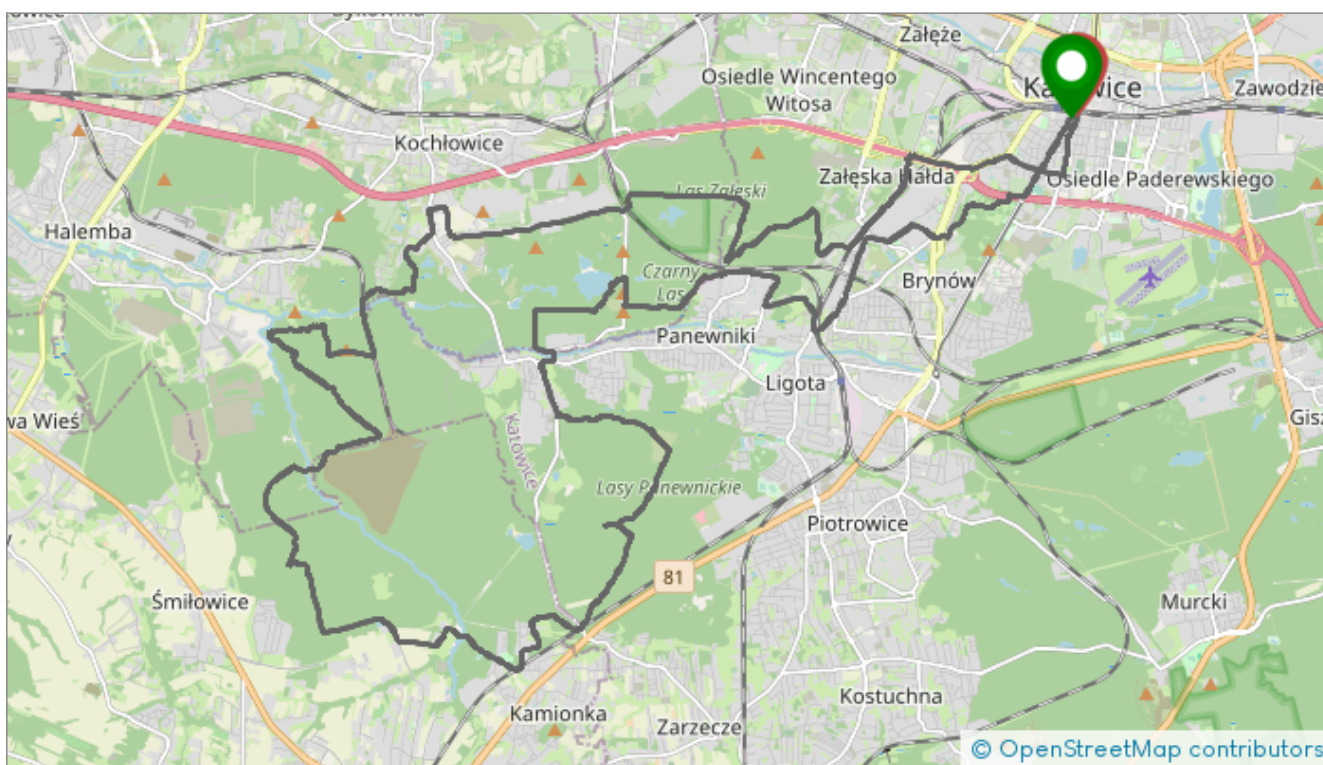 Załęże
Katowice
Zawodzie
Osiedle Wincentego
Witosa
Kochłowice
Las Załęski
Załęska Hałda
Osiedle Paderewskiego
Halemba
Czarny
Las
Brynów
Panewniki
Ligota
Katowice
Lasy Panewnickie
Piotrowice
81
Śmiłowice
Murcki
Kostuchna
Kamionka
Zarzecze
© OpenStreetMap contributors